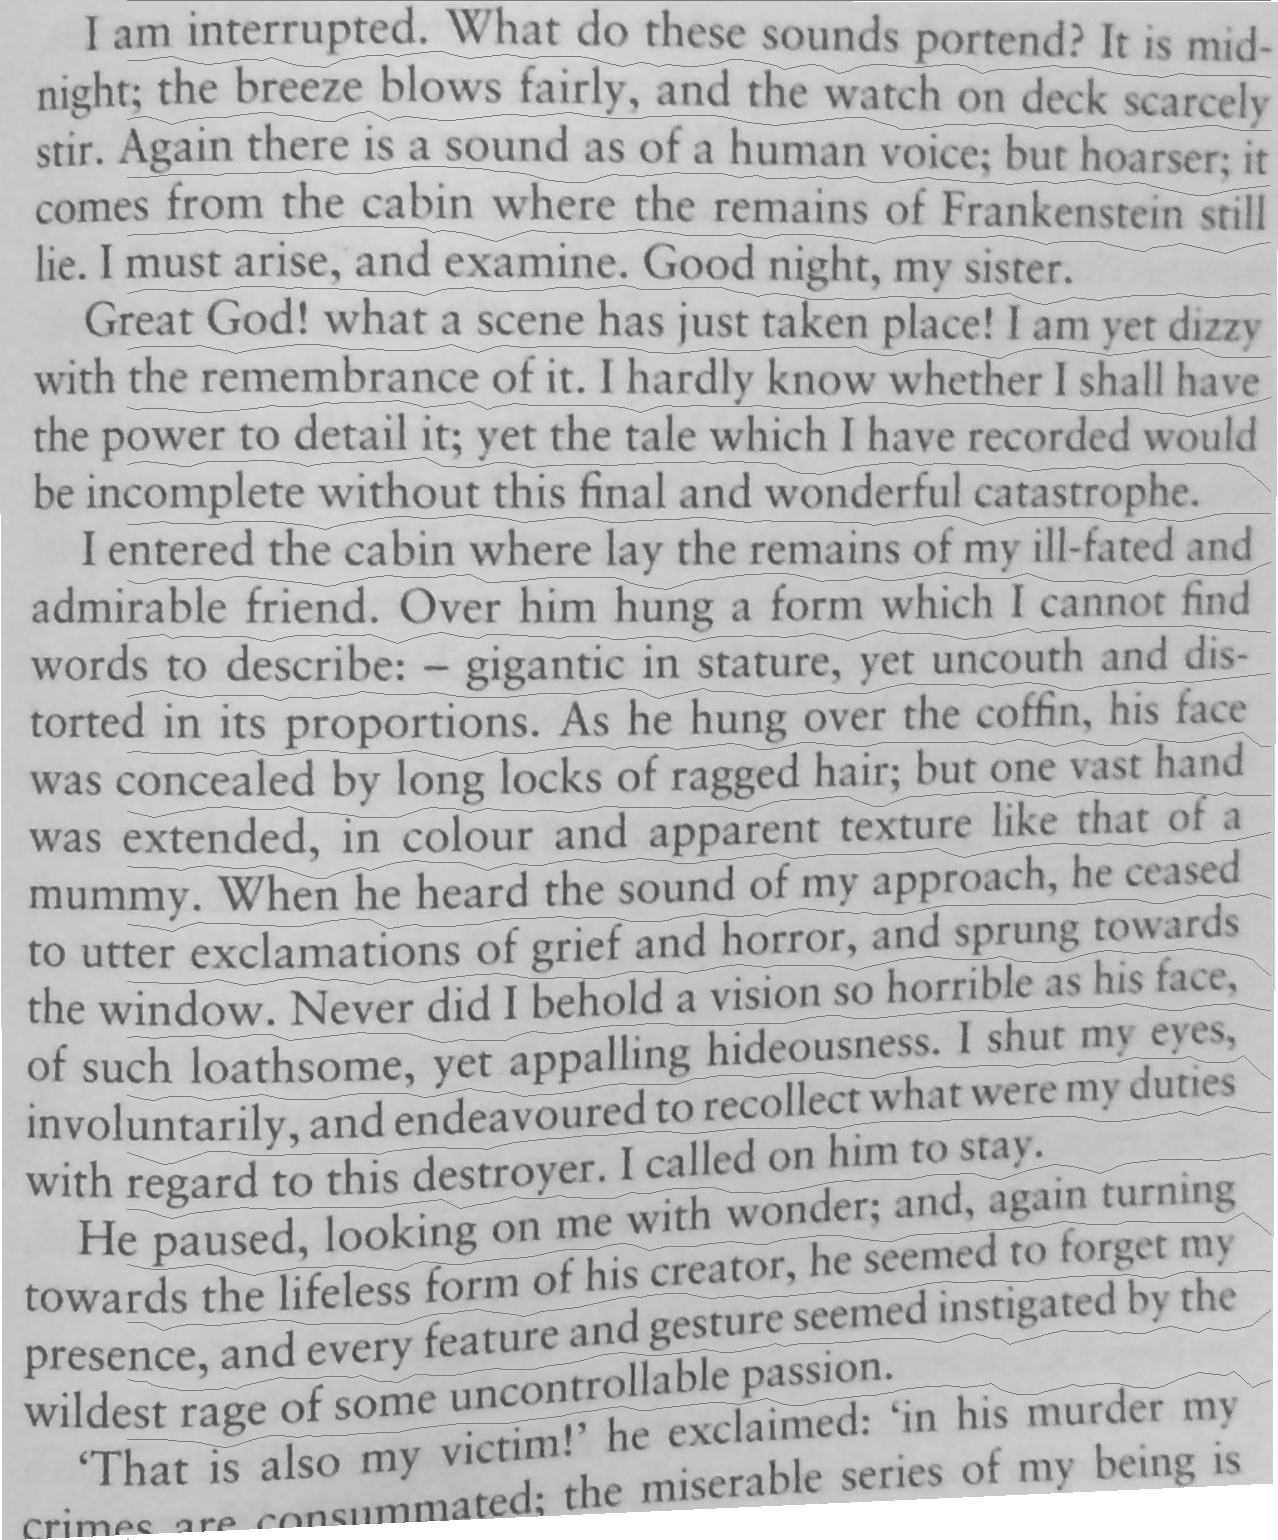 I am interrupted. What do these sounds portend? It is mid-
night; the breeze blows fairly, and the watch on deck scarcely
stir. Again there is a sound as of a human voice; but hoarser; it
comes from the cabin where the remains of Frankenstein still
lie. I must arise, and examine. Good night, my sister.
Great God! what a scene has just taken place! I am yet dizzy
with the remembrance of it. I hardly know whether I shall have
the power to detail it; yet the tale which I have recorded would
be incomplete without this final and wonderful catastrophe.
I entered the cabin where lay the remains of my ill-fated and
admirable friend. Over him hung a form which I cannot find
words to describe: – gigantic in stature, yet uncouth and dis-
torted in its proportions. As he hung over the coffin, his face
was concealed by long locks of ragged hair; but one vast hand
was extended, in colour and apparent texture like that of a
mummy. When he heard the sound of my approach, he ceased
to utter exclamations of grief and horror, and sprung towards
the window. Never did I behold a vision so horrible as his face,
of such loathsome, yet appalling hideousness. I shut my eyes,
involuntarily, and endeavoured to recollect what were my duties
with regard to this destroyer. I called on him to stay.
He paused, looking on me with wonder; and, again turning
towards the lifeless form of his creator, he seemed to forget my
presence, and every feature and gesture seemed instigated by the
wildest rage of some uncontrollable passion.
‘That is also my victim!’ he exclaimed: ‘in his murder my
crimes are consummated; the miserable series of my being is